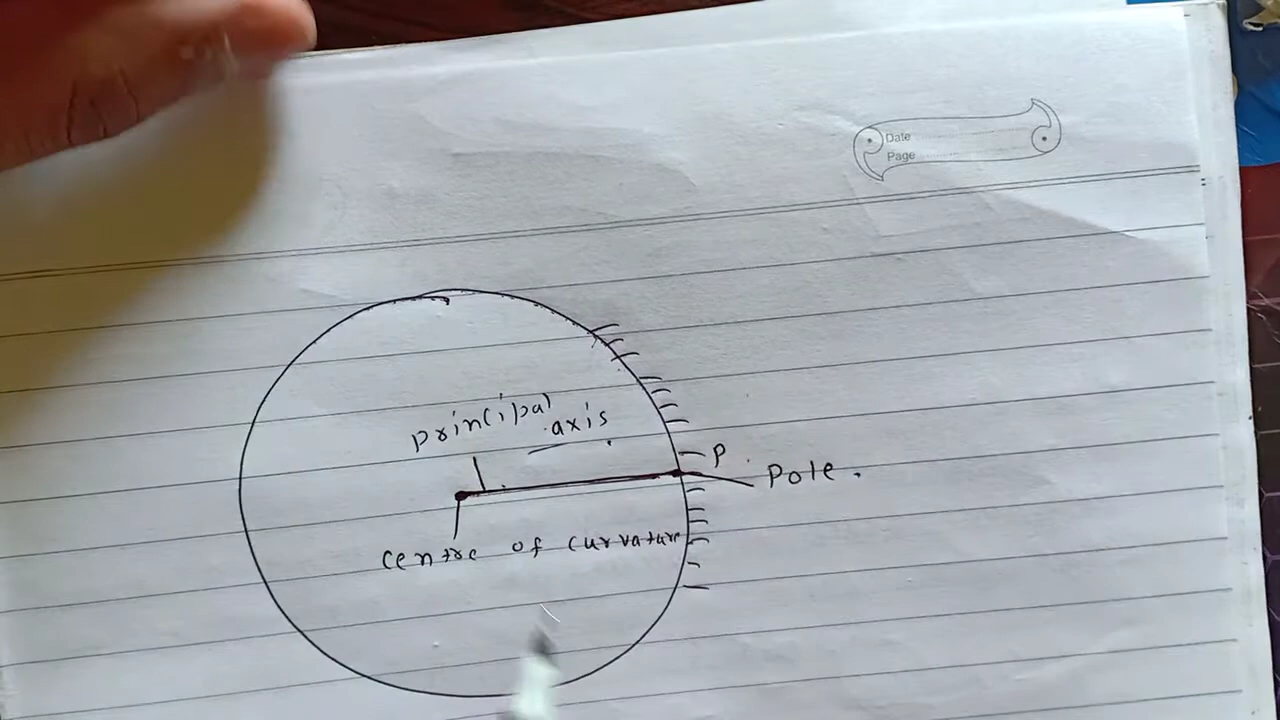 Date
Page
principal
axis
P
Pole.
centre of curvature